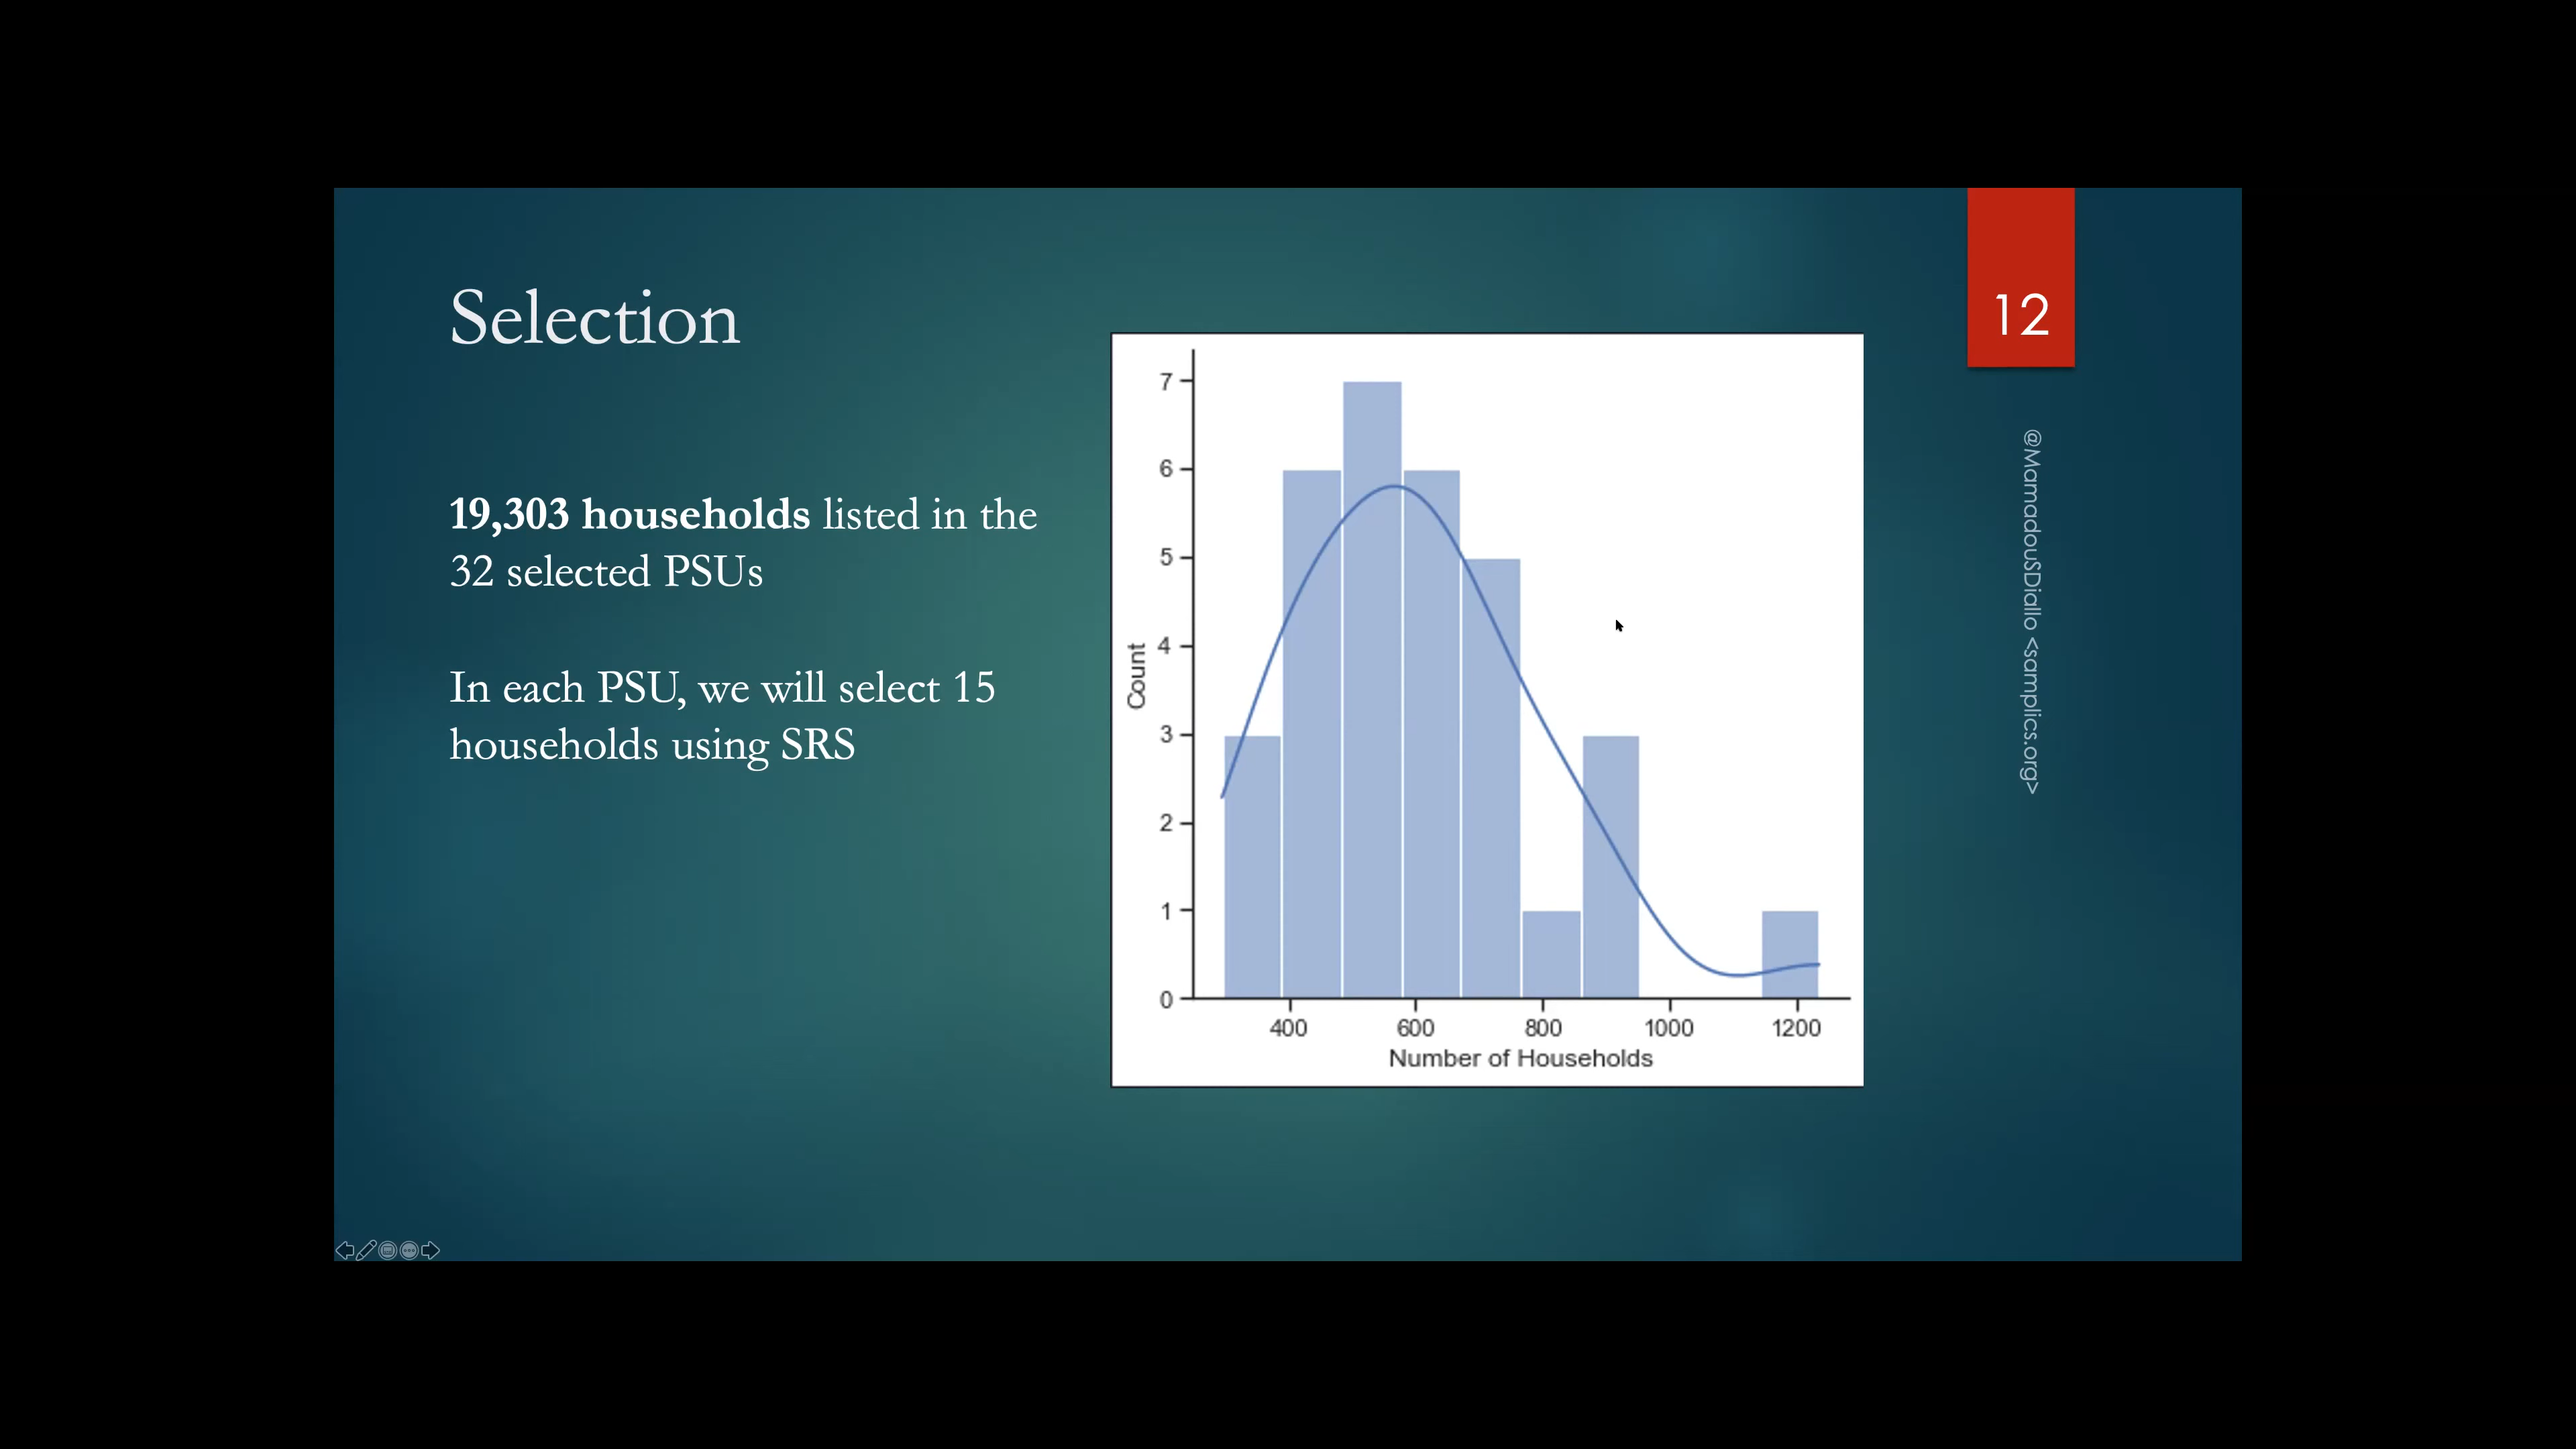 Selection
12
19,303 households listed in the
32 selected PSUs
In each PSU, we will select 15
households using SRS
7
6
5
4
3
2
1
0
Count
400 600 800 1000 1200
Number of Households
@MamadouSDiallo <samplics.org>